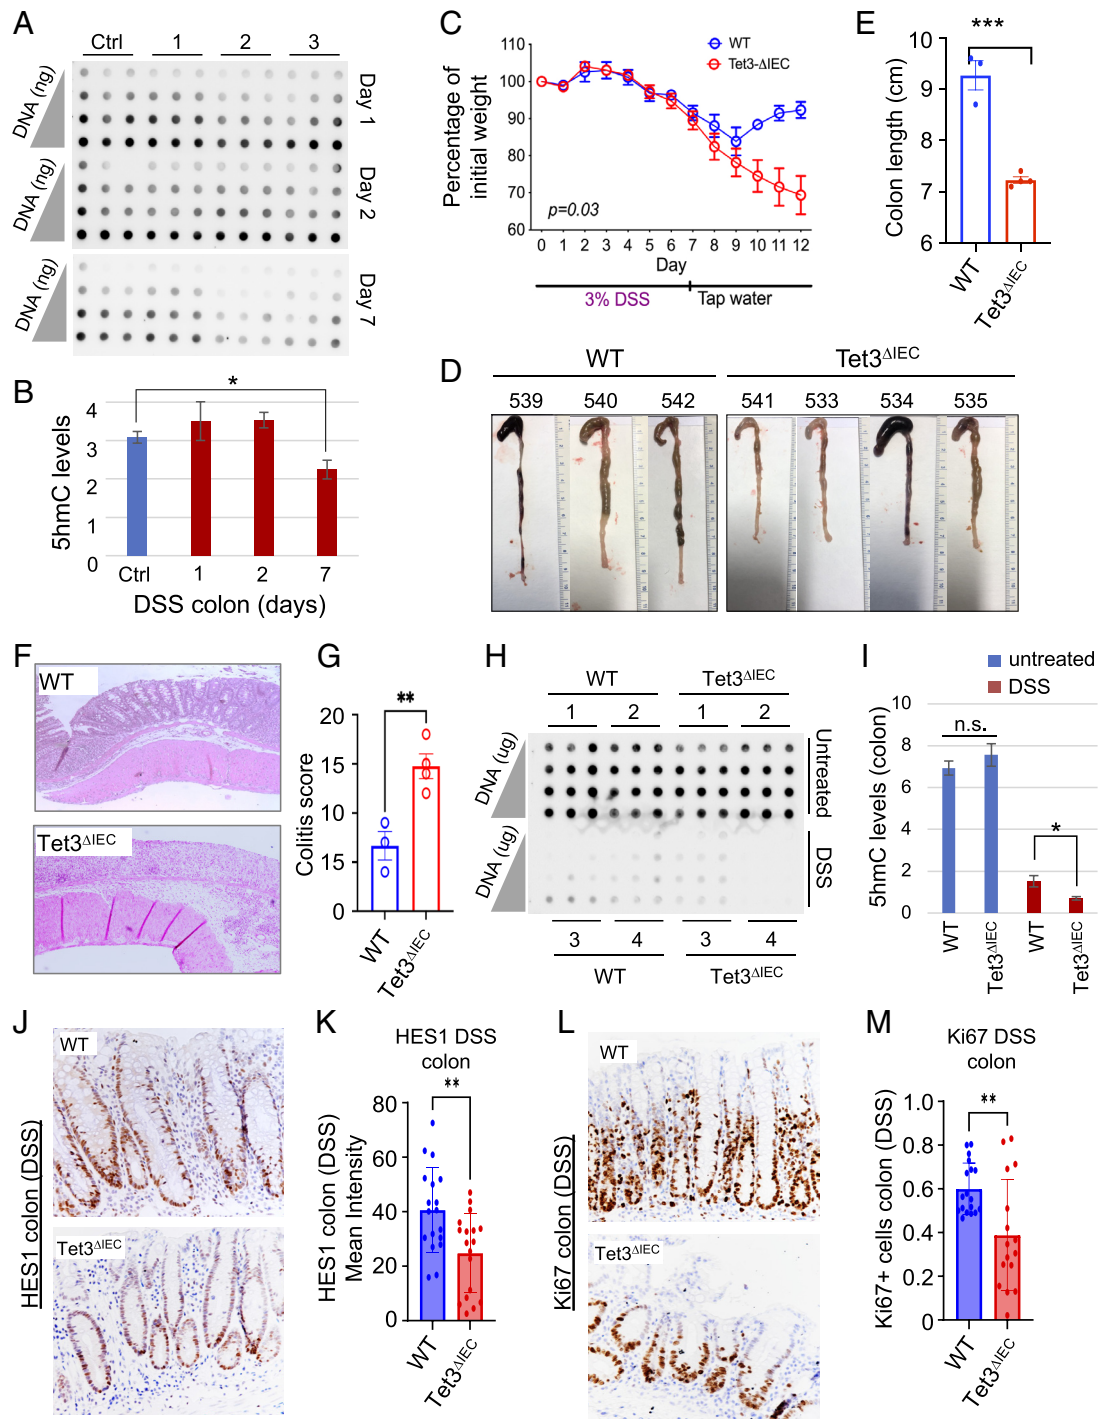 A
Ctrl 1 2 3
DNA (ng)
Day 1
DNA (ng)
Day 2
DNA (ng)
Day 7
B
*
5hmC levels
4
3
2
1
0
Ctrl 1 2 7
DSS colon (days)
C
WT
Tet3-ΔIEC
Percentage of
initial weight
110
100
90
80
70
60
p=0.03
0 1 2 3 4 5 6 7 8 9 10 11 12
Day
3% DSS
Tap water
E
***
Colon length (cm)
10
9
8
7
6
WT
Tet3ΔIEC
D
WT
Tet3ΔIEC
539 540 542 541 533 534 535
F
WT
Tet3ΔIEC
G
**
Colitis score
20
15
10
15
0
WT
Tet3ΔIEC
H
WT
Tet3ΔIEC
1 2 1 2
DNA (ug)
Untreated
DNA (ug)
DSS
3 4 3 4
WT
Tet3ΔIEC
I
untreated
DSS
5hmC levels (colon)
10
8
6
4
2
0
n.s.
*
WT
Tet3ΔIEC
WT
Tet3ΔIEC
J
HES1 colon (DSS)
WT
Tet3ΔIEC
K
HES1 DSS
colon
**
HES1 colon (DSS)
Mean Intensity
80
60
40
20
0
WT
Tet3ΔIEC
L
Ki67 colon (DSS)
WT
Tet3ΔIEC
M
Ki67 DSS
colon
**
Ki67+ cells colon (DSS)
1.0
0.8
0.6
0.4
0.2
0
WT
Tet3ΔIEC